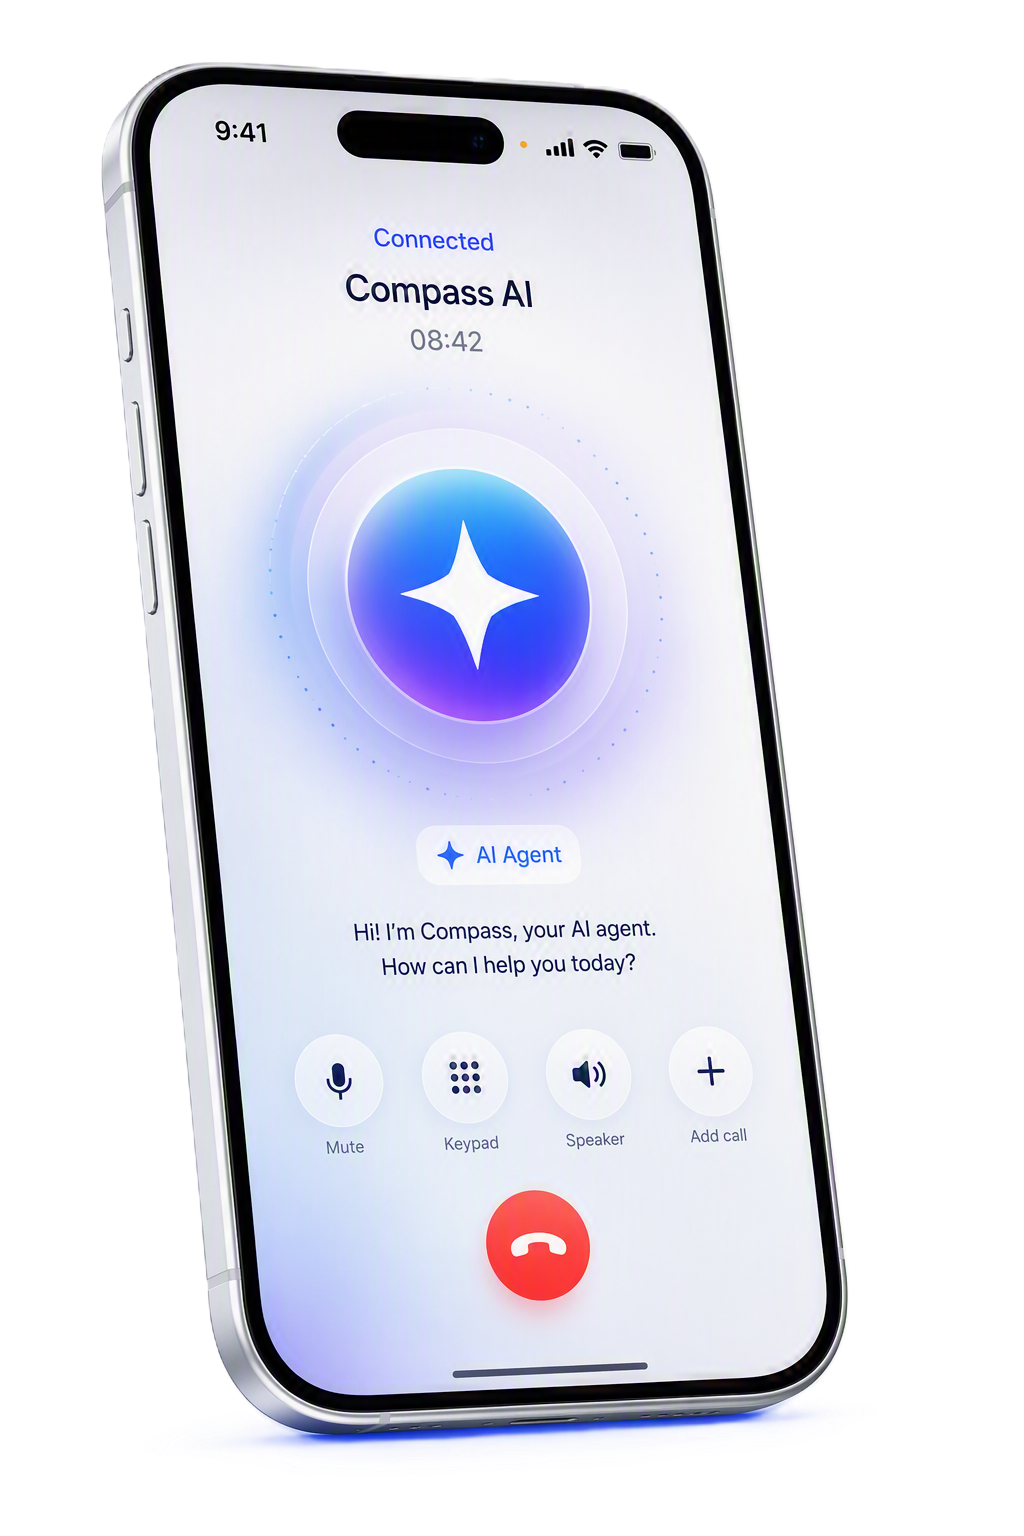 9:41
Connected
Compass AI
08:42
AI Agent
Hi! I'm Compass, your AI agent.
How can I help you today?
Mute
Keypad
Speaker
Add call